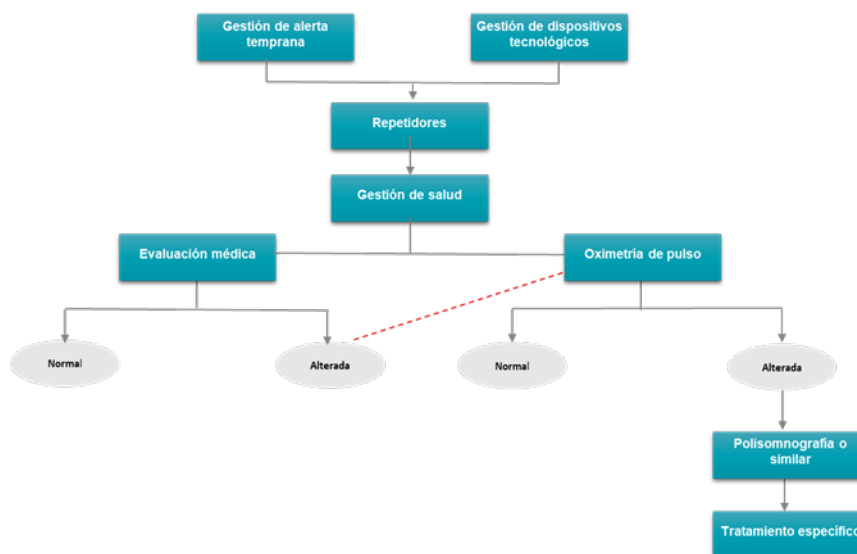 Gestión de alerta
temprana
Gestión de dispositivos
tecnológicos
Repetidores
Gestión de salud
Evaluación médica
Oximetria de pulso
Normal
Alterada
Normal
Alterada
Polisomnografía o
similar
Tratamiento específico